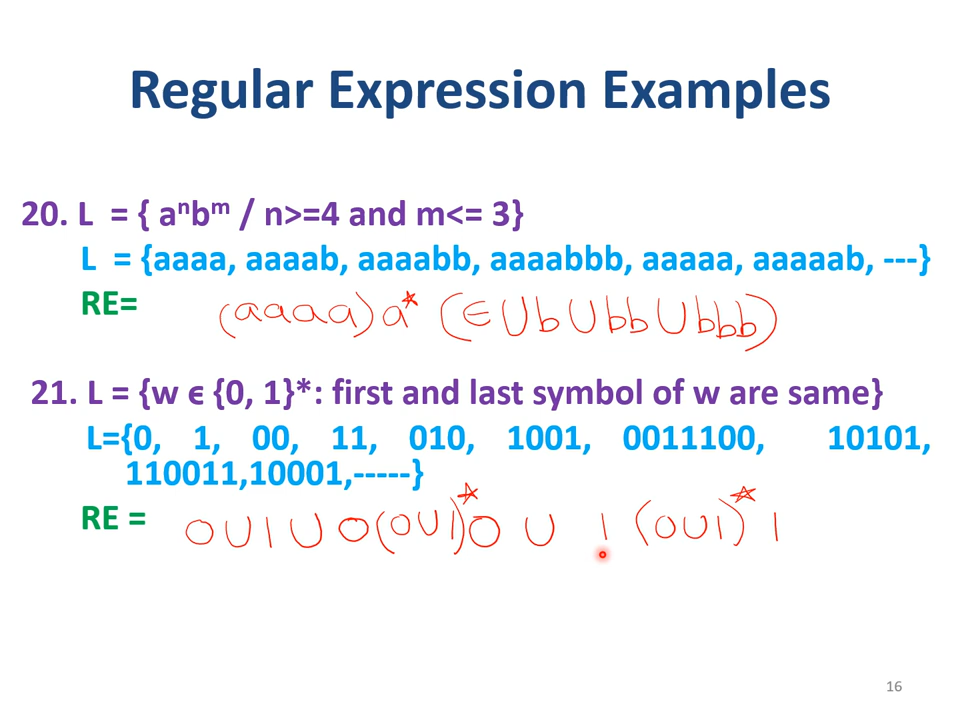 Regular Expression Examples
20. L = { aⁿbᵐ / n>=4 and m<= 3}
L = {aaaa, aaaab, aaaabb, aaaabbb, aaaaa, aaaaab, ---}
RE= (aaaa)a* (∈ ∪ b ∪ bb ∪ bbb)
21. L = {w ϵ {0, 1}*: first and last symbol of w are same}
L={0, 1, 00, 11, 010, 1001, 0011100, 10101,
110011,10001,-----}
RE = 0 ∪ 1 ∪ 0(0∪1)*0 ∪ 1 (0∪1)* 1
16